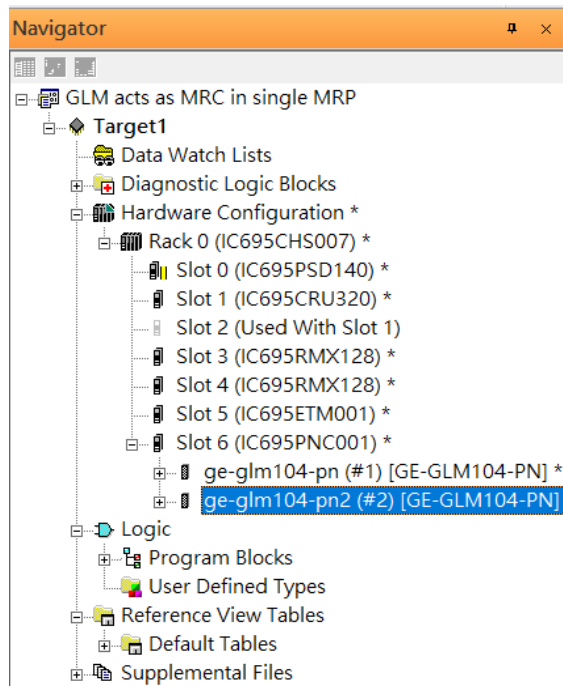 Navigator
GLM acts as MRC in single MRP
Target1
Data Watch Lists
Diagnostic Logic Blocks
Hardware Configuration *
Rack 0 (IC695CHS007) *
Slot 0 (IC695PSD140) *
Slot 1 (IC695CRU320) *
Slot 2 (Used With Slot 1)
Slot 3 (IC695RMX128) *
Slot 4 (IC695RMX128) *
Slot 5 (IC695ETM001) *
Slot 6 (IC695PNC001) *
ge-glm104-pn (#1) [GE-GLM104-PN] *
ge-glm104-pn2 (#2) [GE-GLM104-PN]
Logic
Program Blocks
User Defined Types
Reference View Tables
Default Tables
Supplemental Files